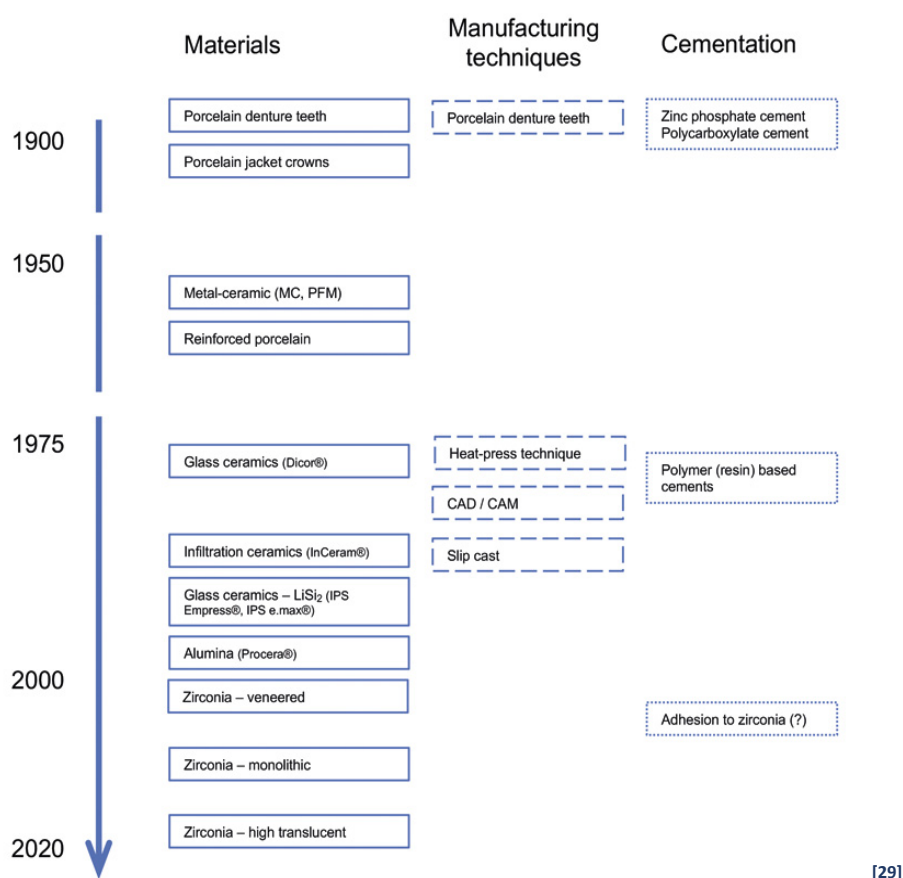 Materials
Manufacturing
techniques
Cementation
1900
Porcelain denture teeth
Porcelain denture teeth
Zinc phosphate cement
Polycarboxylate cement
Porcelain jacket crowns
1950
Metal-ceramic (MC, PFM)
Reinforced porcelain
1975
Glass ceramics (Dicor®)
Heat-press technique
Polymer (resin) based
cements
CAD / CAM
Infiltration ceramics (InCeram®)
Slip cast
Glass ceramics – LiSi₂ (IPS
Empress®, IPS e.max®)
Alumina (Procera®)
2000
Zirconia – veneered
Adhesion to zirconia (?)
Zirconia – monolithic
Zirconia – high translucent
2020
[29]